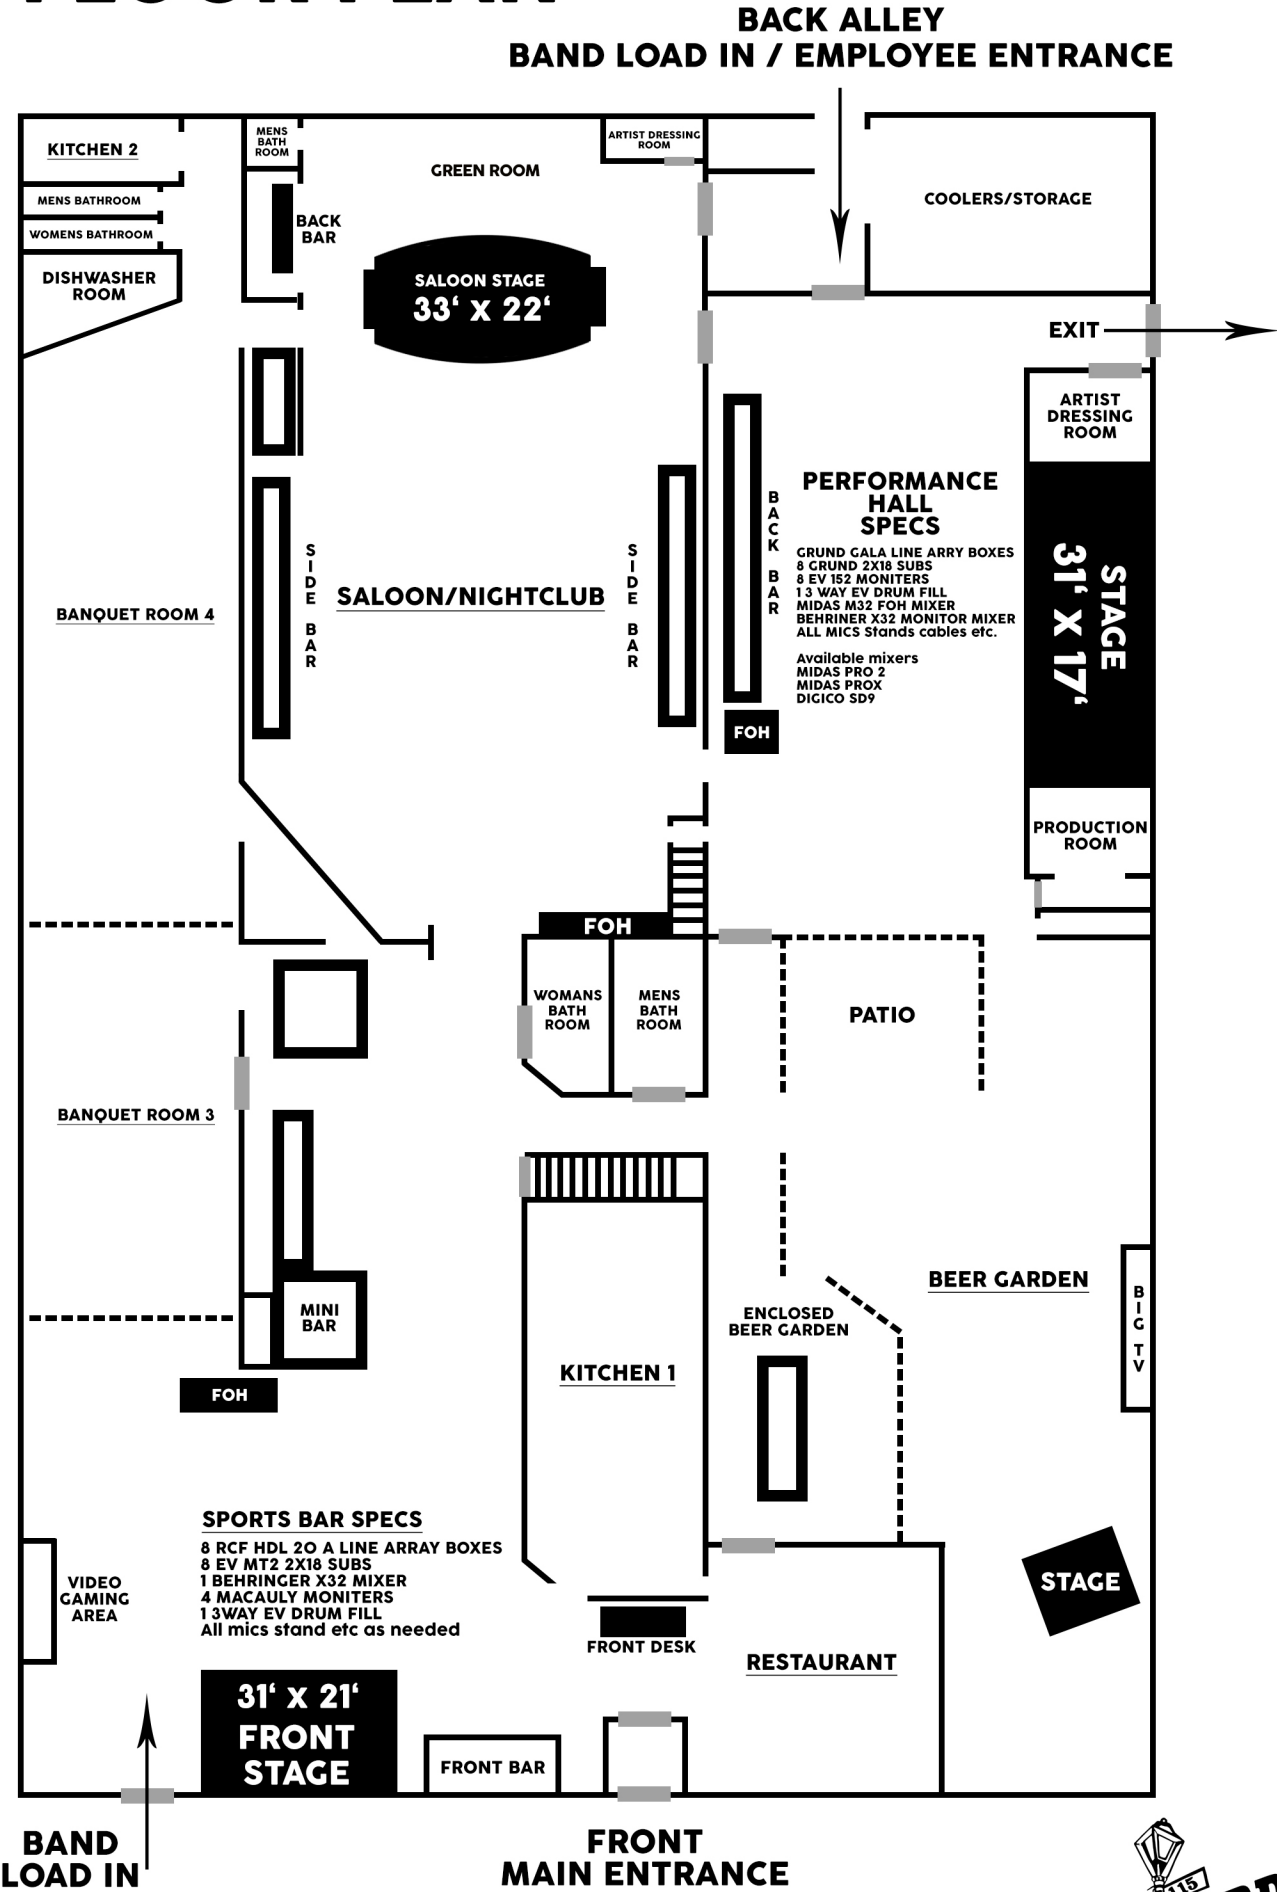 FLOOR PLAN
BACK ALLEY
BAND LOAD IN / EMPLOYEE ENTRANCE
KITCHEN 2
MENS
BATH
ROOM
ARTIST DRESSING
ROOM
GREEN ROOM
MENS BATHROOM
WOMENS BATHROOM
COOLERS/STORAGE
BACK
BAR
DISHWASHER
ROOM
SALOON STAGE
33‘ X 22‘
EXIT
ARTIST
DRESSING
ROOM
PERFORMANCE
HALL
SPECS
GRUND GALA LINE ARRY BOXES
8 GRUND 2X18 SUBS
8 EV 152 MONITERS
1 3 WAY EV DRUM FILL
MIDAS M32 FOH MIXER
BEHRINER X32 MONITOR MIXER
ALL MICS Stands cables etc.
Available mixers
MIDAS PRO 2
MIDAS PROX
DIGICO SD9
BACK BAR
STAGE
31‘ X 17‘
SIDE BAR
SALOON/NIGHTCLUB
SIDE BAR
BANQUET ROOM 4
FOH
PRODUCTION
ROOM
FOH
WOMANS
BATH
ROOM
MENS
BATH
ROOM
PATIO
BANQUET ROOM 3
BEER GARDEN
BIG TV
MINI
BAR
ENCLOSED
BEER GARDEN
KITCHEN 1
FOH
SPORTS BAR SPECS
8 RCF HDL 20 A LINE ARRAY BOXES
8 EV MT2 2X18 SUBS
1 BEHRINGER X32 MIXER
4 MACAULY MONITERS
1 3WAY EV DRUM FILL
All mics stand etc as needed
VIDEO
GAMING
AREA
STAGE
FRONT DESK
RESTAURANT
31‘ X 21‘
FRONT
STAGE
FRONT BAR
BAND
LOAD IN
FRONT
MAIN ENTRANCE
115